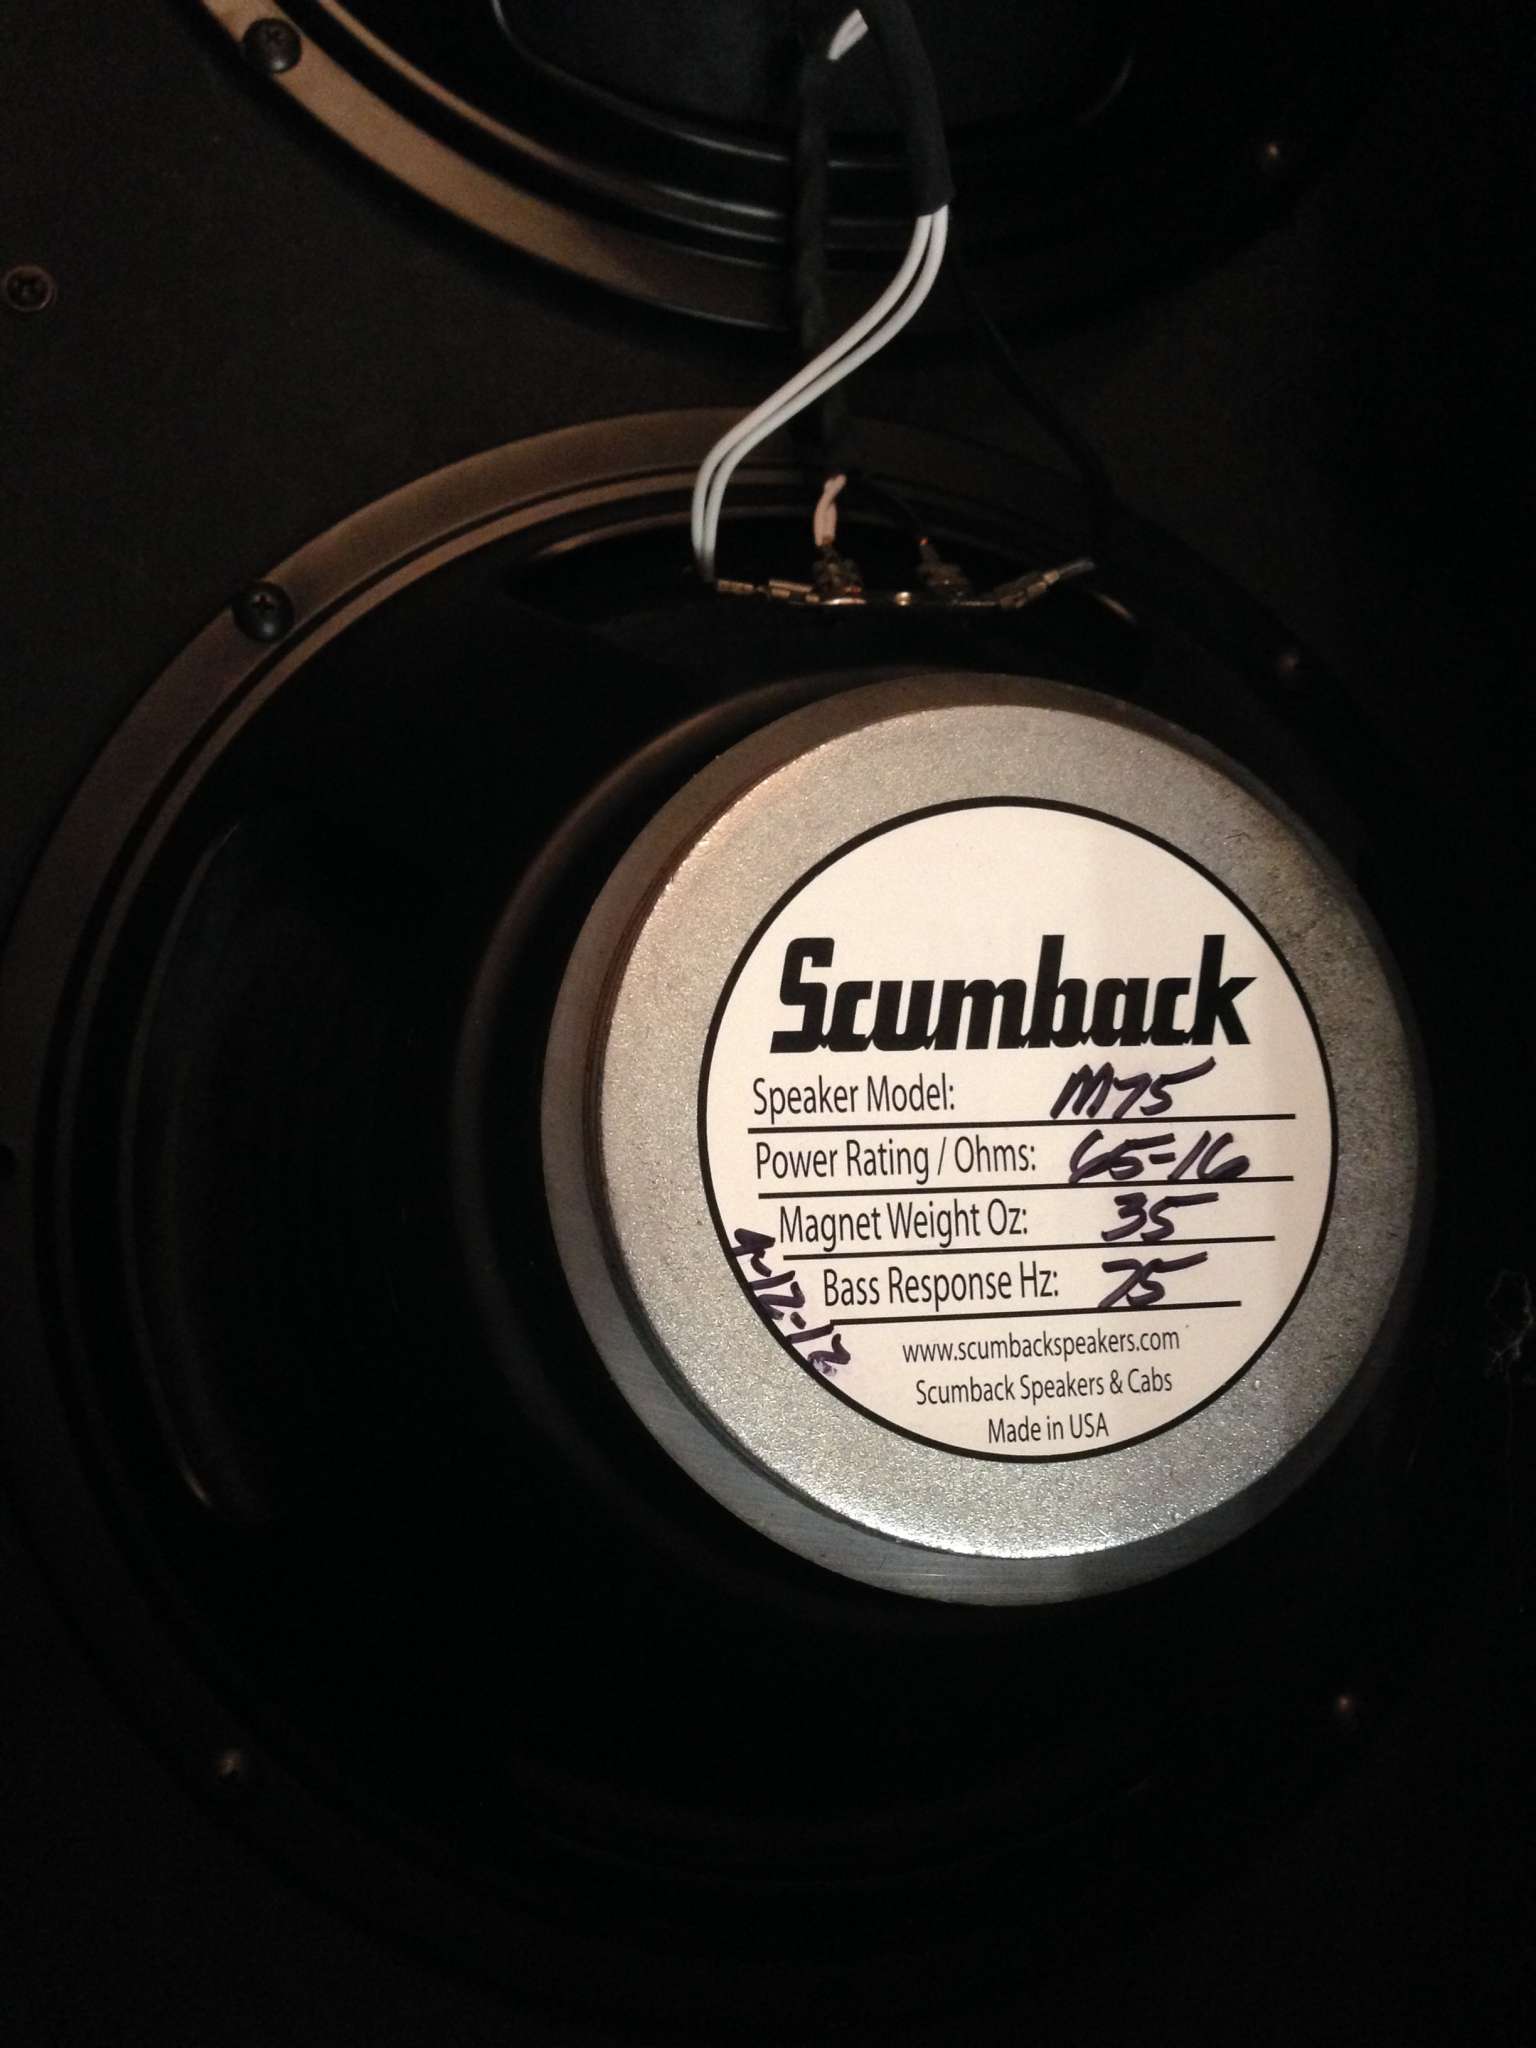 Scumback
Speaker Model: M75
Power Rating / Ohms: 65-16
Magnet Weight Oz: 35
Bass Response Hz: 75
4-12-12
www.scumbackspeakers.com
Scumback Speakers & Cabs
Made in USA